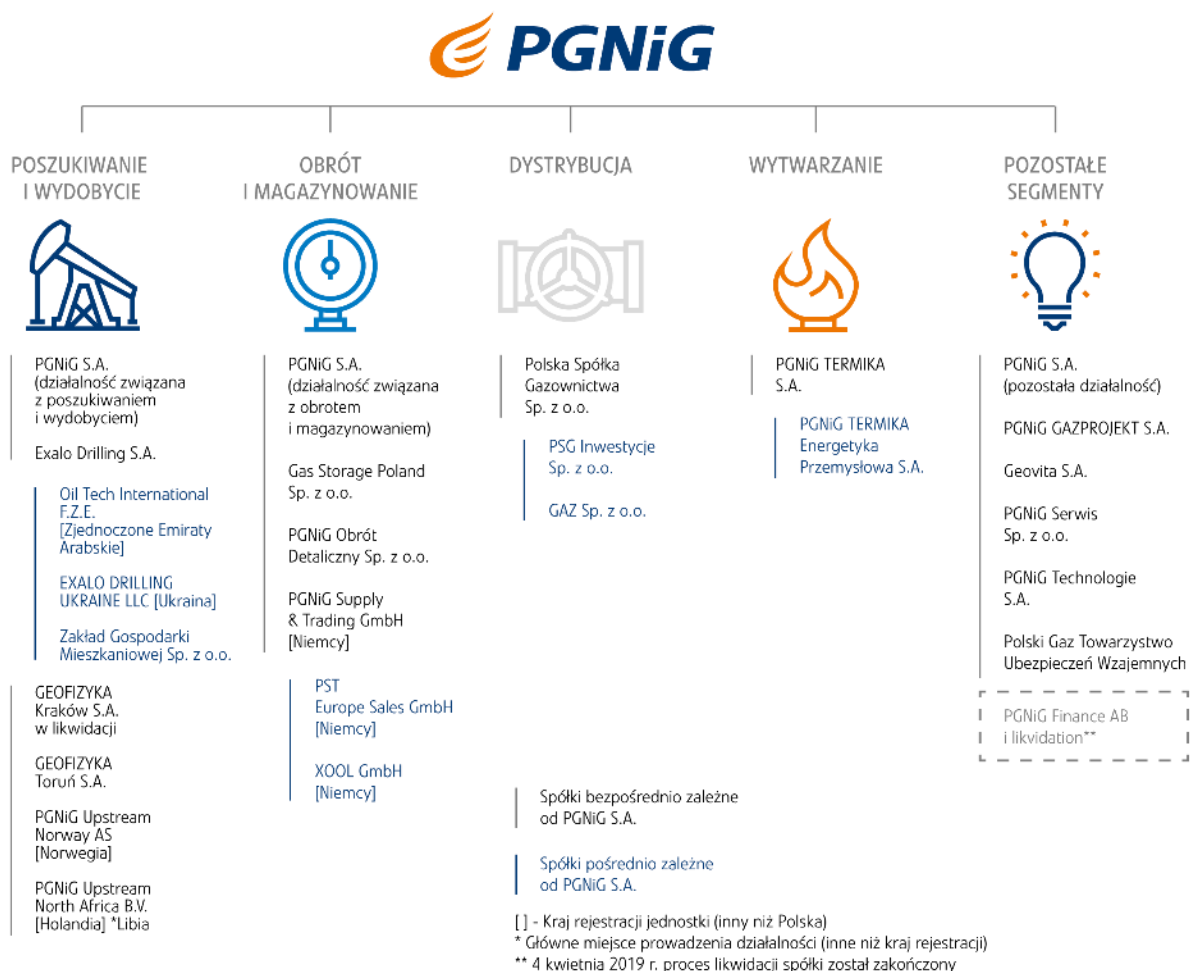 PGNiG
POSZUKIWANIE
I WYDOBYCIE
PGNiG S.A.
(działalność związana
z poszukiwaniem
i wydobyciem)
Exalo Drilling S.A.
Oil Tech International
F.Z.E.
[Zjednoczone Emiraty
Arabskie]
EXALO DRILLING
UKRAINE LLC [Ukraina]
Zakład Gospodarki
Mieszkaniowej Sp. z o.o.
GEOFIZYKA
Kraków S.A.
w likwidacji
GEOFIZYKA
Toruń S.A.
PGNiG Upstream
Norway AS
[Norwegia]
PGNiG Upstream
North Africa B.V.
[Holandia] *Libia
OBRÓT
I MAGAZYNOWANIE
PGNiG S.A.
(działalność związana
z obrotem
i magazynowaniem)
Gas Storage Poland
Sp. z o.o.
PGNiG Obrót
Detaliczny Sp. z o.o.
PGNiG Supply
& Trading GmbH
[Niemcy]
PST
Europe Sales GmbH
[Niemcy]
XOOL GmbH
[Niemcy]
DYSTRYBUCJA
Polska Spółka
Gazownictwa
Sp. z o.o.
PSG Inwestycje
Sp. z o.o.
GAZ Sp. z o.o.
WYTWARZANIE
PGNiG TERMIKA
S.A.
PGNiG TERMIKA
Energetyka
Przemysłowa S.A.
POZOSTAŁE
SEGMENTY
PGNiG S.A.
(pozostała działalność)
PGNiG GAZPROJEKT S.A.
Geovita S.A.
PGNiG Serwis
Sp. z o.o.
PGNiG Technologie
S.A.
Polski Gaz Towarzystwo
Ubezpieczeń Wzajemnych
PGNiG Finance AB
i likvidation**
Spółki bezpośrednio zależne
od PGNiG S.A.
Spółki pośrednio zależne
od PGNiG S.A.
[ ] - Kraj rejestracji jednostki (inny niż Polska)
* Główne miejsce prowadzenia działalności (inne niż kraj rejestracji)
** 4 kwietnia 2019 r. proces likwidacji spółki został zakończony